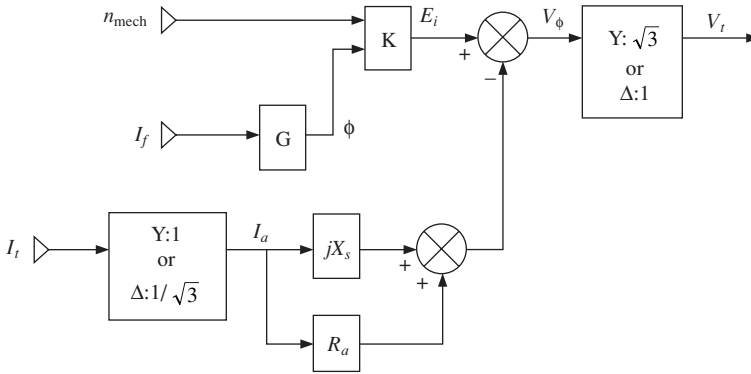 n_mech
K
E_i
+
−
V_ϕ
Y: √3
or
Δ:1
V_t
I_f
G
ϕ
I_t
Y:1
or
Δ:1/√3
I_a
jX_s
+
+
R_a